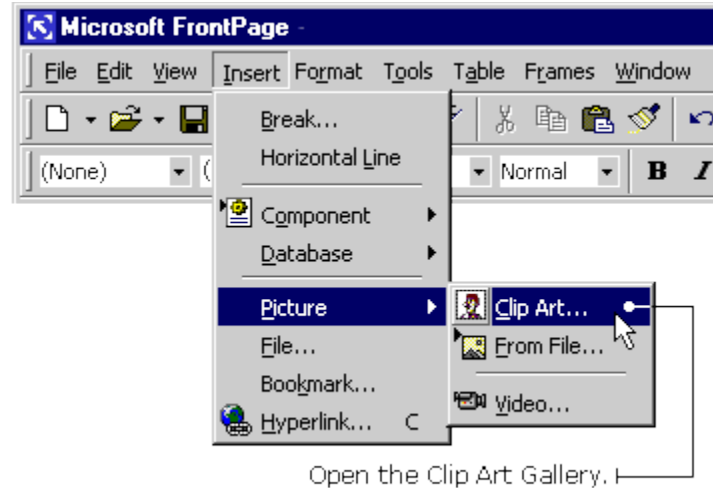 Microsoft FrontPage -
File Edit View Insert Format Tools Table Frames Window
(None) ( Normal B I
Break...
Horizontal Line
Component
Database
Picture
File...
Bookmark...
Hyperlink... C
Clip Art...
From File...
Video...
Open the Clip Art Gallery.